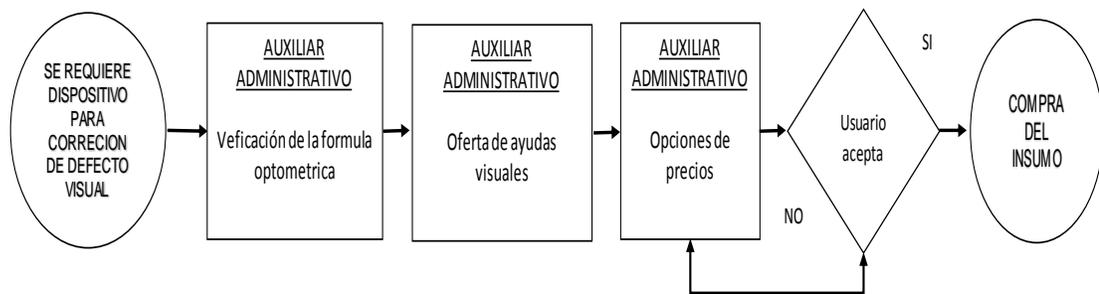 SE REQUIERE
DISPOSITIVO
PARA
CORRECION
DE DEFECTO
VISUAL
AUXILIAR
ADMINISTRATIVO
Veficación de la formula
optometrica
AUXILIAR
ADMINISTRATIVO
Oferta de ayudas
visuales
AUXILIAR
ADMINISTRATIVO
Opciones de
precios
Usuario
acepta
SI
NO
COMPRA
DEL
INSUMO